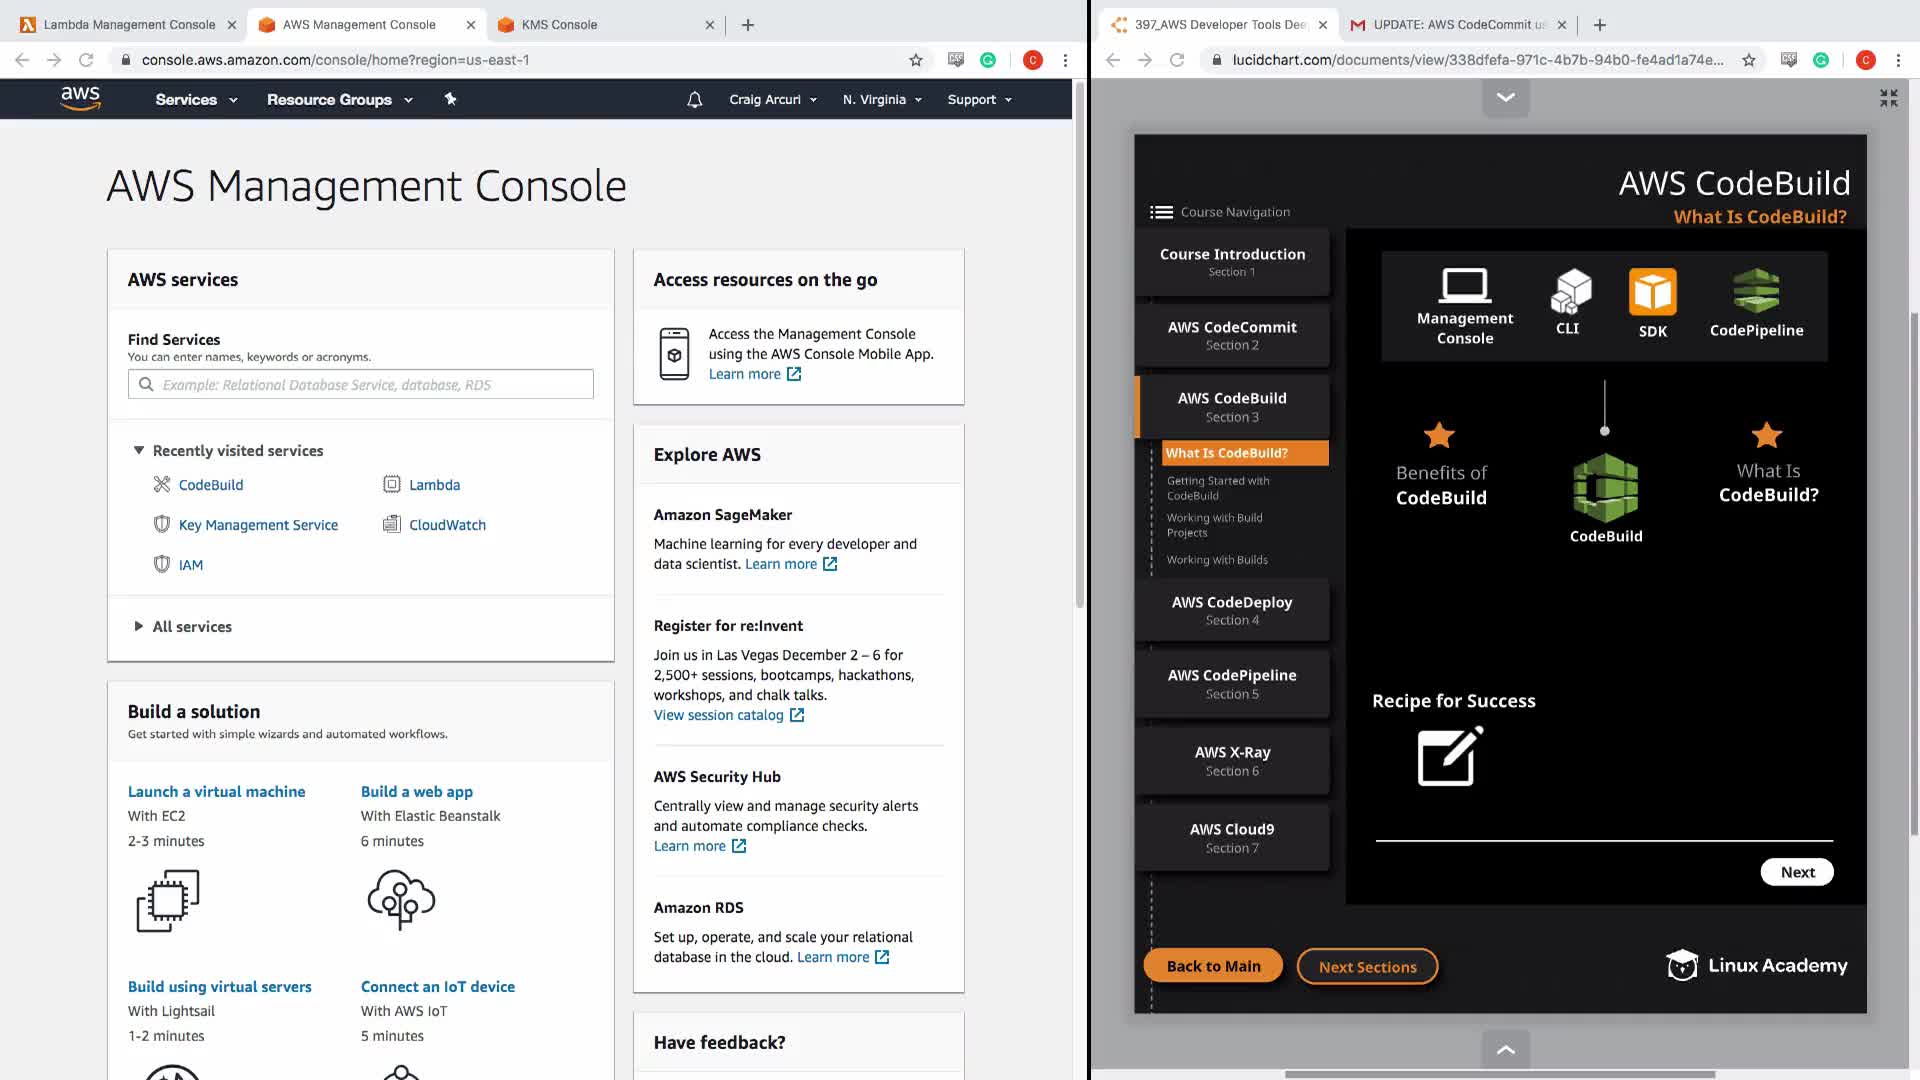 Lambda Management Console
AWS Management Console
KMS Console
console.aws.amazon.com/console/home?region=us-east-1
aws
Services
Resource Groups
Craig Arcuri
N. Virginia
Support
AWS Management Console
AWS services
Find Services
You can enter names, keywords or acronyms.
Example: Relational Database Service, database, RDS
Recently visited services
CodeBuild
Lambda
Key Management Service
CloudWatch
IAM
All services
Build a solution
Get started with simple wizards and automated workflows.
Launch a virtual machine
With EC2
2-3 minutes
Build a web app
With Elastic Beanstalk
6 minutes
Build using virtual servers
With Lightsail
1-2 minutes
Connect an IoT device
With AWS IoT
5 minutes
Access resources on the go
Access the Management Console
using the AWS Console Mobile App.
Learn more
Explore AWS
Amazon SageMaker
Machine learning for every developer and
data scientist. Learn more
Register for re:Invent
Join us in Las Vegas December 2 – 6 for
2,500+ sessions, bootcamps, hackathons,
workshops, and chalk talks.
View session catalog
AWS Security Hub
Centrally view and manage security alerts
and automate compliance checks.
Learn more
Amazon RDS
Set up, operate, and scale your relational
database in the cloud. Learn more
Have feedback?
397_AWS Developer Tools Dee
UPDATE: AWS CodeCommit us
lucidchart.com/documents/view/338dfefa-971c-4b7b-94b0-fe4ad1a74e...
C
C
AWS CodeBuild
What Is CodeBuild?
Course Navigation
Course Introduction
Section 1
AWS CodeCommit
Section 2
AWS CodeBuild
Section 3
What Is CodeBuild?
Getting Started with
CodeBuild
Working with Build
Projects
Working with Builds
AWS CodeDeploy
Section 4
AWS CodePipeline
Section 5
AWS X-Ray
Section 6
AWS Cloud9
Section 7
Management
Console
CLI
SDK
CodePipeline
Benefits of
CodeBuild
CodeBuild
What Is
CodeBuild?
Recipe for Success
Next
Back to Main
Next Sections
Linux Academy